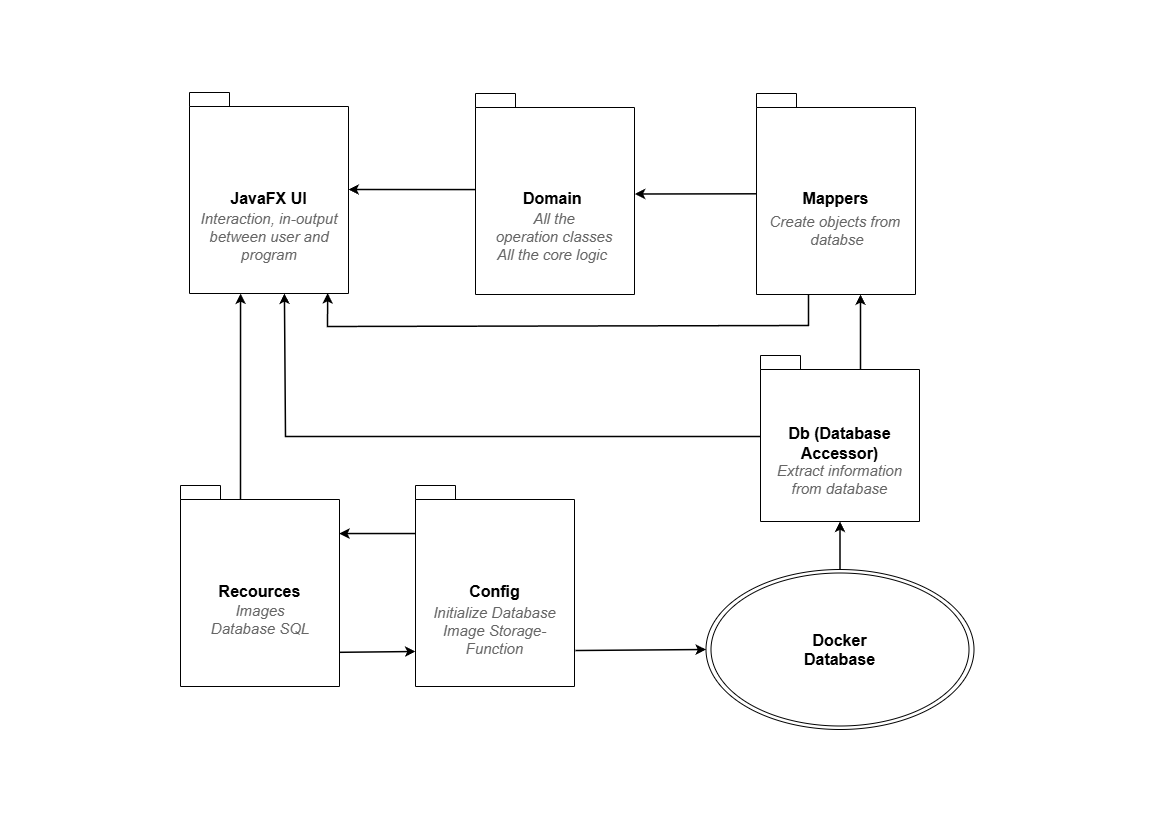 JavaFX UI
Interaction, in-output
between user and
program
Domain
All the
operation classes
All the core logic
Mappers
Create objects from
databse
Db (Database
Accessor)
Extract information
from database
Recources
Images
Database SQL
Config
Initialize Database
Image Storage-
Function
Docker
Database